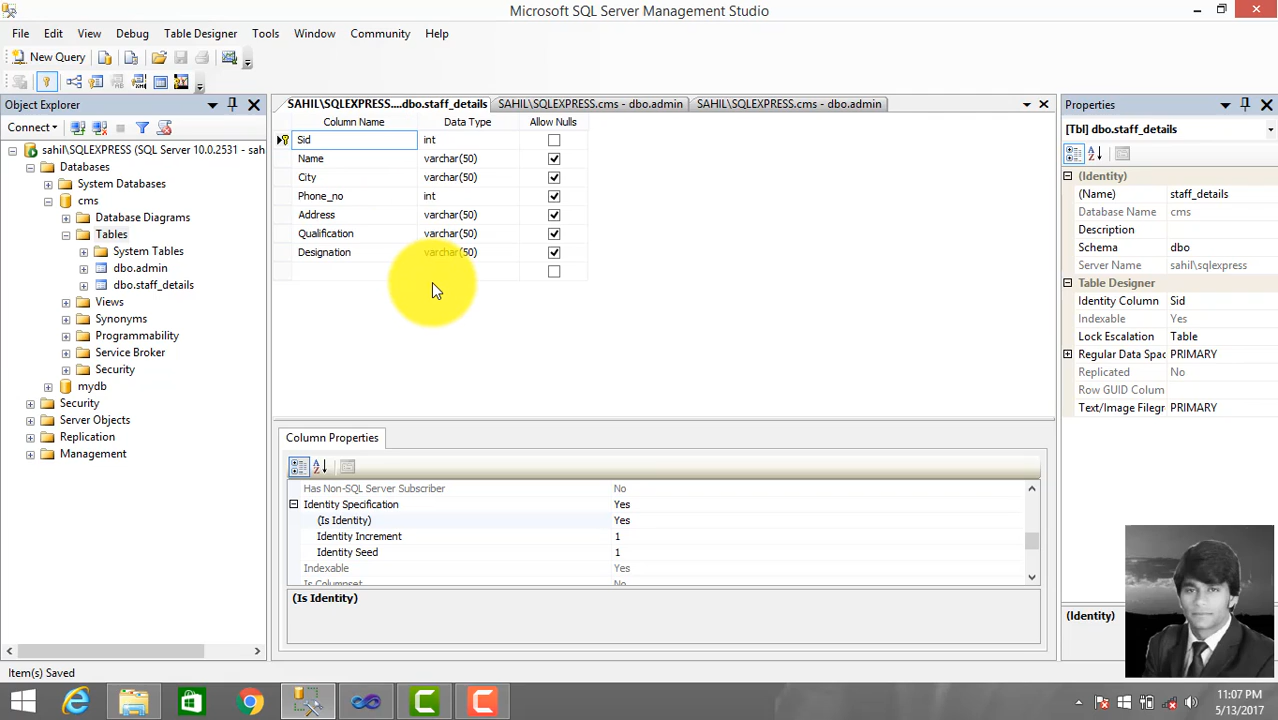 Microsoft SQL Server Management Studio
File Edit View Debug Table Designer Tools Window Community Help
New Query
Object Explorer
Connect
sahil\SQLEXPRESS (SQL Server 10.0.2531 - sah
Databases
System Databases
cms
Database Diagrams
Tables
System Tables
dbo.admin
dbo.staff_details
Views
Synonyms
Programmability
Service Broker
Security
mydb
Security
Server Objects
Replication
Management
SAHIL\SQLEXPRESS....dbo.staff_details SAHIL\SQLEXPRESS.cms - dbo.admin SAHIL\SQLEXPRESS.cms - dbo.admin
Column Name Data Type Allow Nulls
Sid int
Name varchar(50)
City varchar(50)
Phone_no int
Address varchar(50)
Qualification varchar(50)
Designation varchar(50)
Column Properties
Has Non-SQL Server Subscriber No
Identity Specification Yes
(Is Identity) Yes
Identity Increment 1
Identity Seed 1
Indexable Yes
Is Columnset No
(Is Identity)
Properties
[Tbl] dbo.staff_details
(Identity)
(Name) staff_details
Database Name cms
Description
Schema dbo
Server Name sahil\sqlexpress
Table Designer
Identity Column Sid
Indexable Yes
Lock Escalation Table
Regular Data Spac PRIMARY
Replicated No
Row GUID Colum
Text/Image Filegr PRIMARY
(Identity)
Item(s) Saved
11:07 PM
5/13/2017